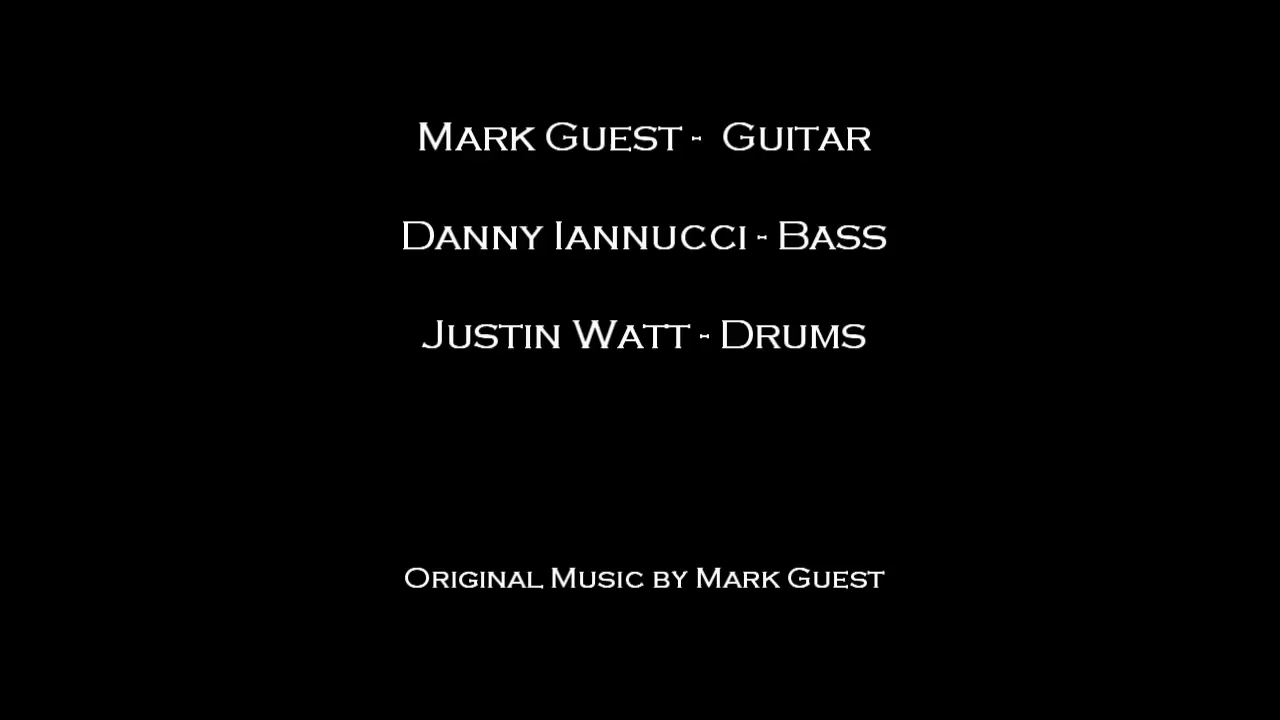 Mark Guest -  Guitar
Danny Iannucci - Bass
Justin Watt - Drums
Original Music by Mark Guest